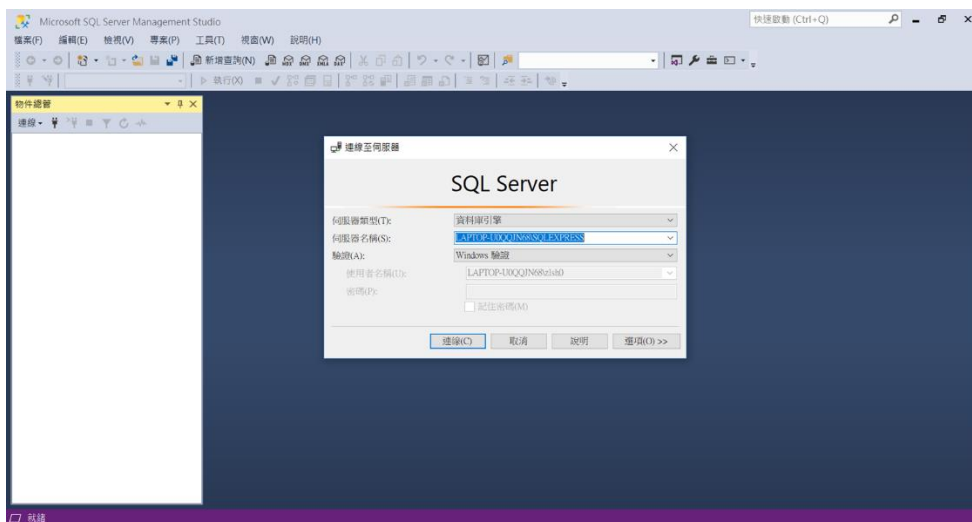 Microsoft SQL Server Management Studio
快速啟動 (Ctrl+Q)
檔案(F) 編輯(E) 檢視(V) 專案(P) 工具(T) 視窗(W) 說明(H)
新增查詢(N)
執行(X)
物件總管
連線
連線至伺服器
SQL Server
伺服器類型(T): 資料庫引擎
伺服器名稱(S): LAPTOP-U0QQJN68\SQLEXPRESS
驗證(A): Windows 驗證
使用者名稱(U): LAPTOP-U0QQJN68\zlsh0
密碼(P):
記住密碼(M)
連線(C) 取消 說明 選項(O) >>
就緒